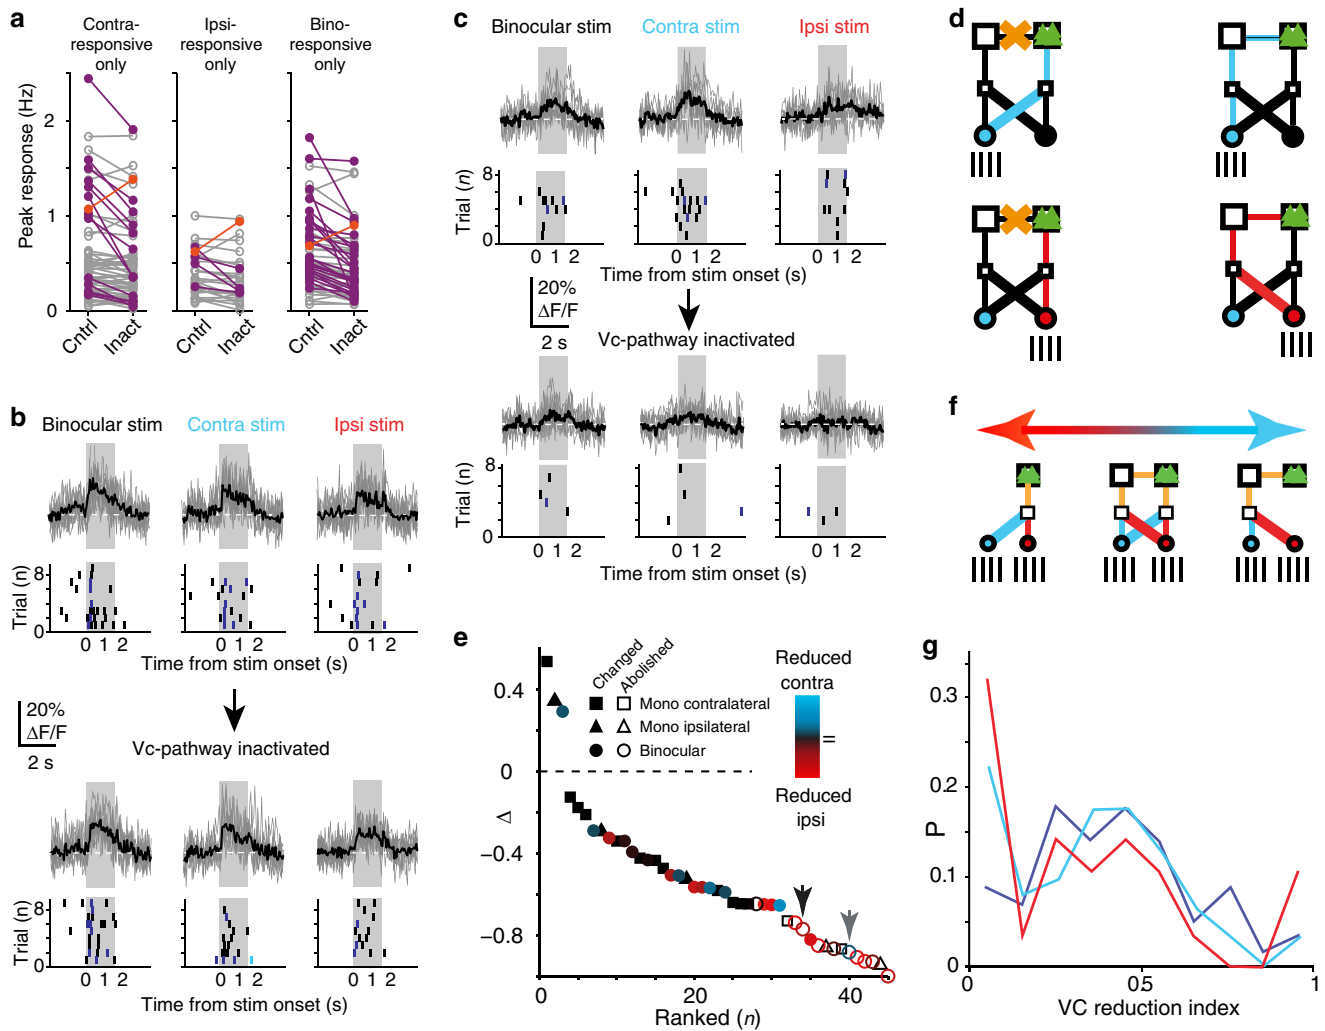 a
Contra-
responsive
only
Ipsi-
responsive
only
Bino-
responsive
only
Peak response (Hz)
2
1
0
Cntrl
Inact
Cntrl
Inact
Cntrl
Inact
b
Binocular stim
Contra stim
Ipsi stim
Trial (n)
8
0
0 1 2
0 1 2
0 1 2
Time from stim onset (s)
20%
ΔF/F
2 s
Vc-pathway inactivated
Trial (n)
8
0
0 1 2
0 1 2
0 1 2
Time from stim onset (s)
c
Binocular stim
Contra stim
Ipsi stim
Trial (n)
8
0
0 1 2
0 1 2
0 1 2
Time from stim onset (s)
20%
ΔF/F
2 s
Vc-pathway inactivated
Trial (n)
8
0
0 1 2
0 1 2
0 1 2
Time from stim onset (s)
d
e
Changed
Abolished
Mono contralateral
Mono ipsilateral
Binocular
Reduced
contra
=
Reduced
ipsi
Δ
0.4
0
−0.4
−0.8
0
20
40
Ranked (n)
f
g
P
0.3
0.2
0.1
0
0
05
1
VC reduction index